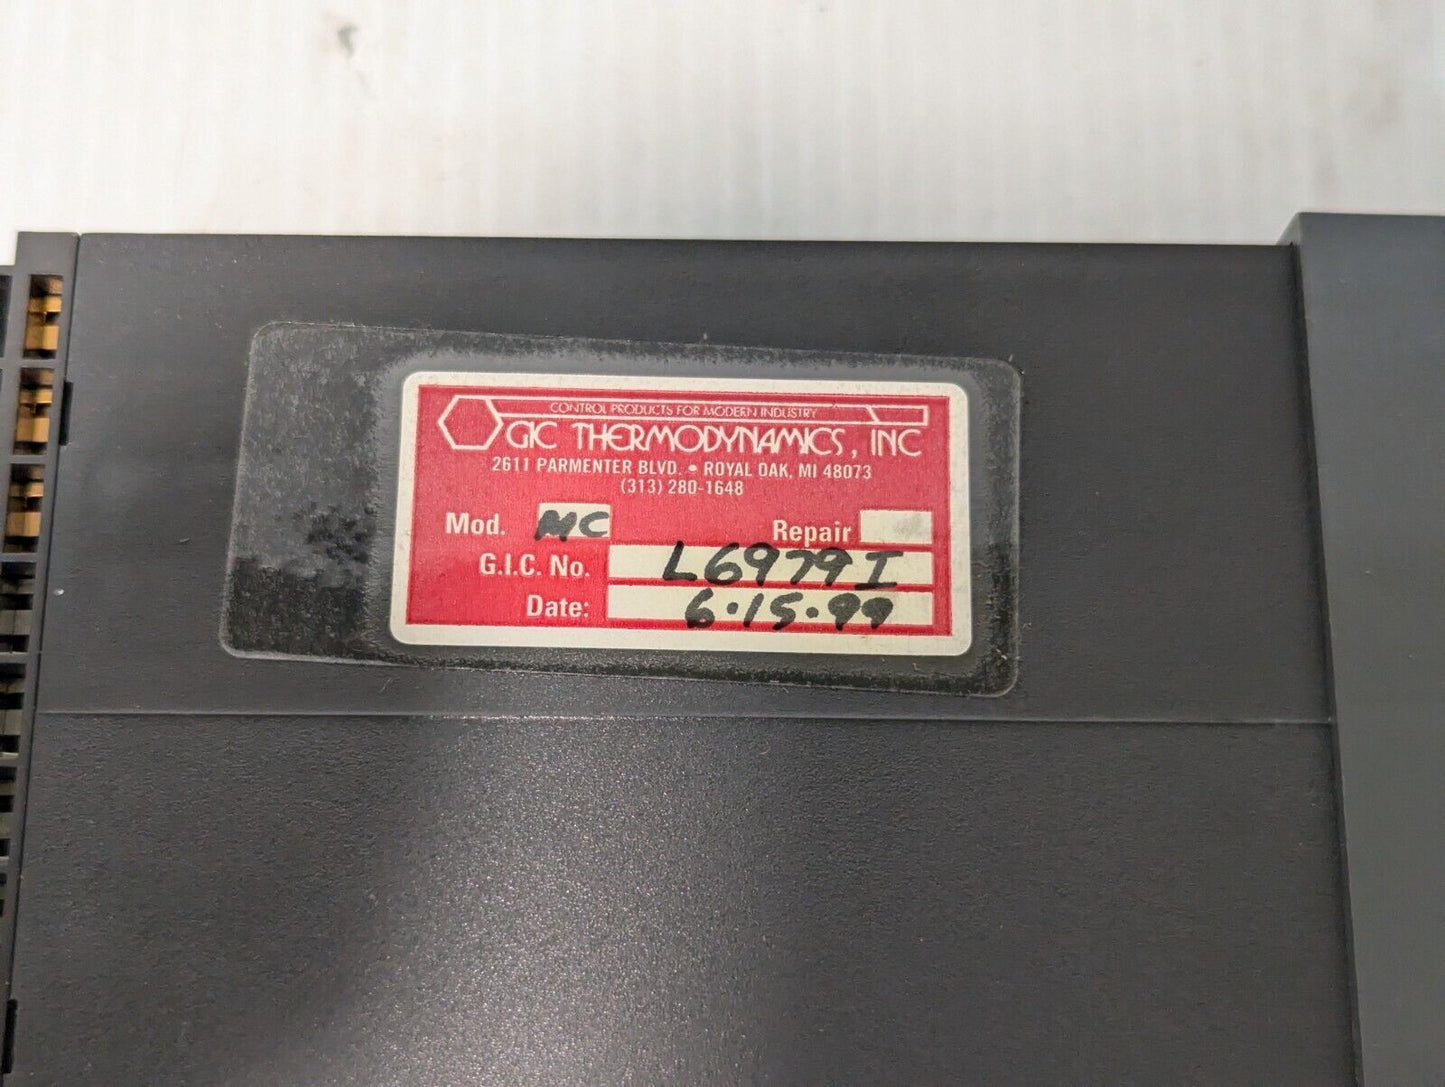 CONTROL PRODUCTS FOR MODERN INDUSTRY
GIC THERMODYNAMICS, INC
2611 PARMENTER BLVD. • ROYAL OAK, MI 48073
(313) 280-1648
Mod. MC Repair
G.I.C. No. L6979I
Date: 6.15.99